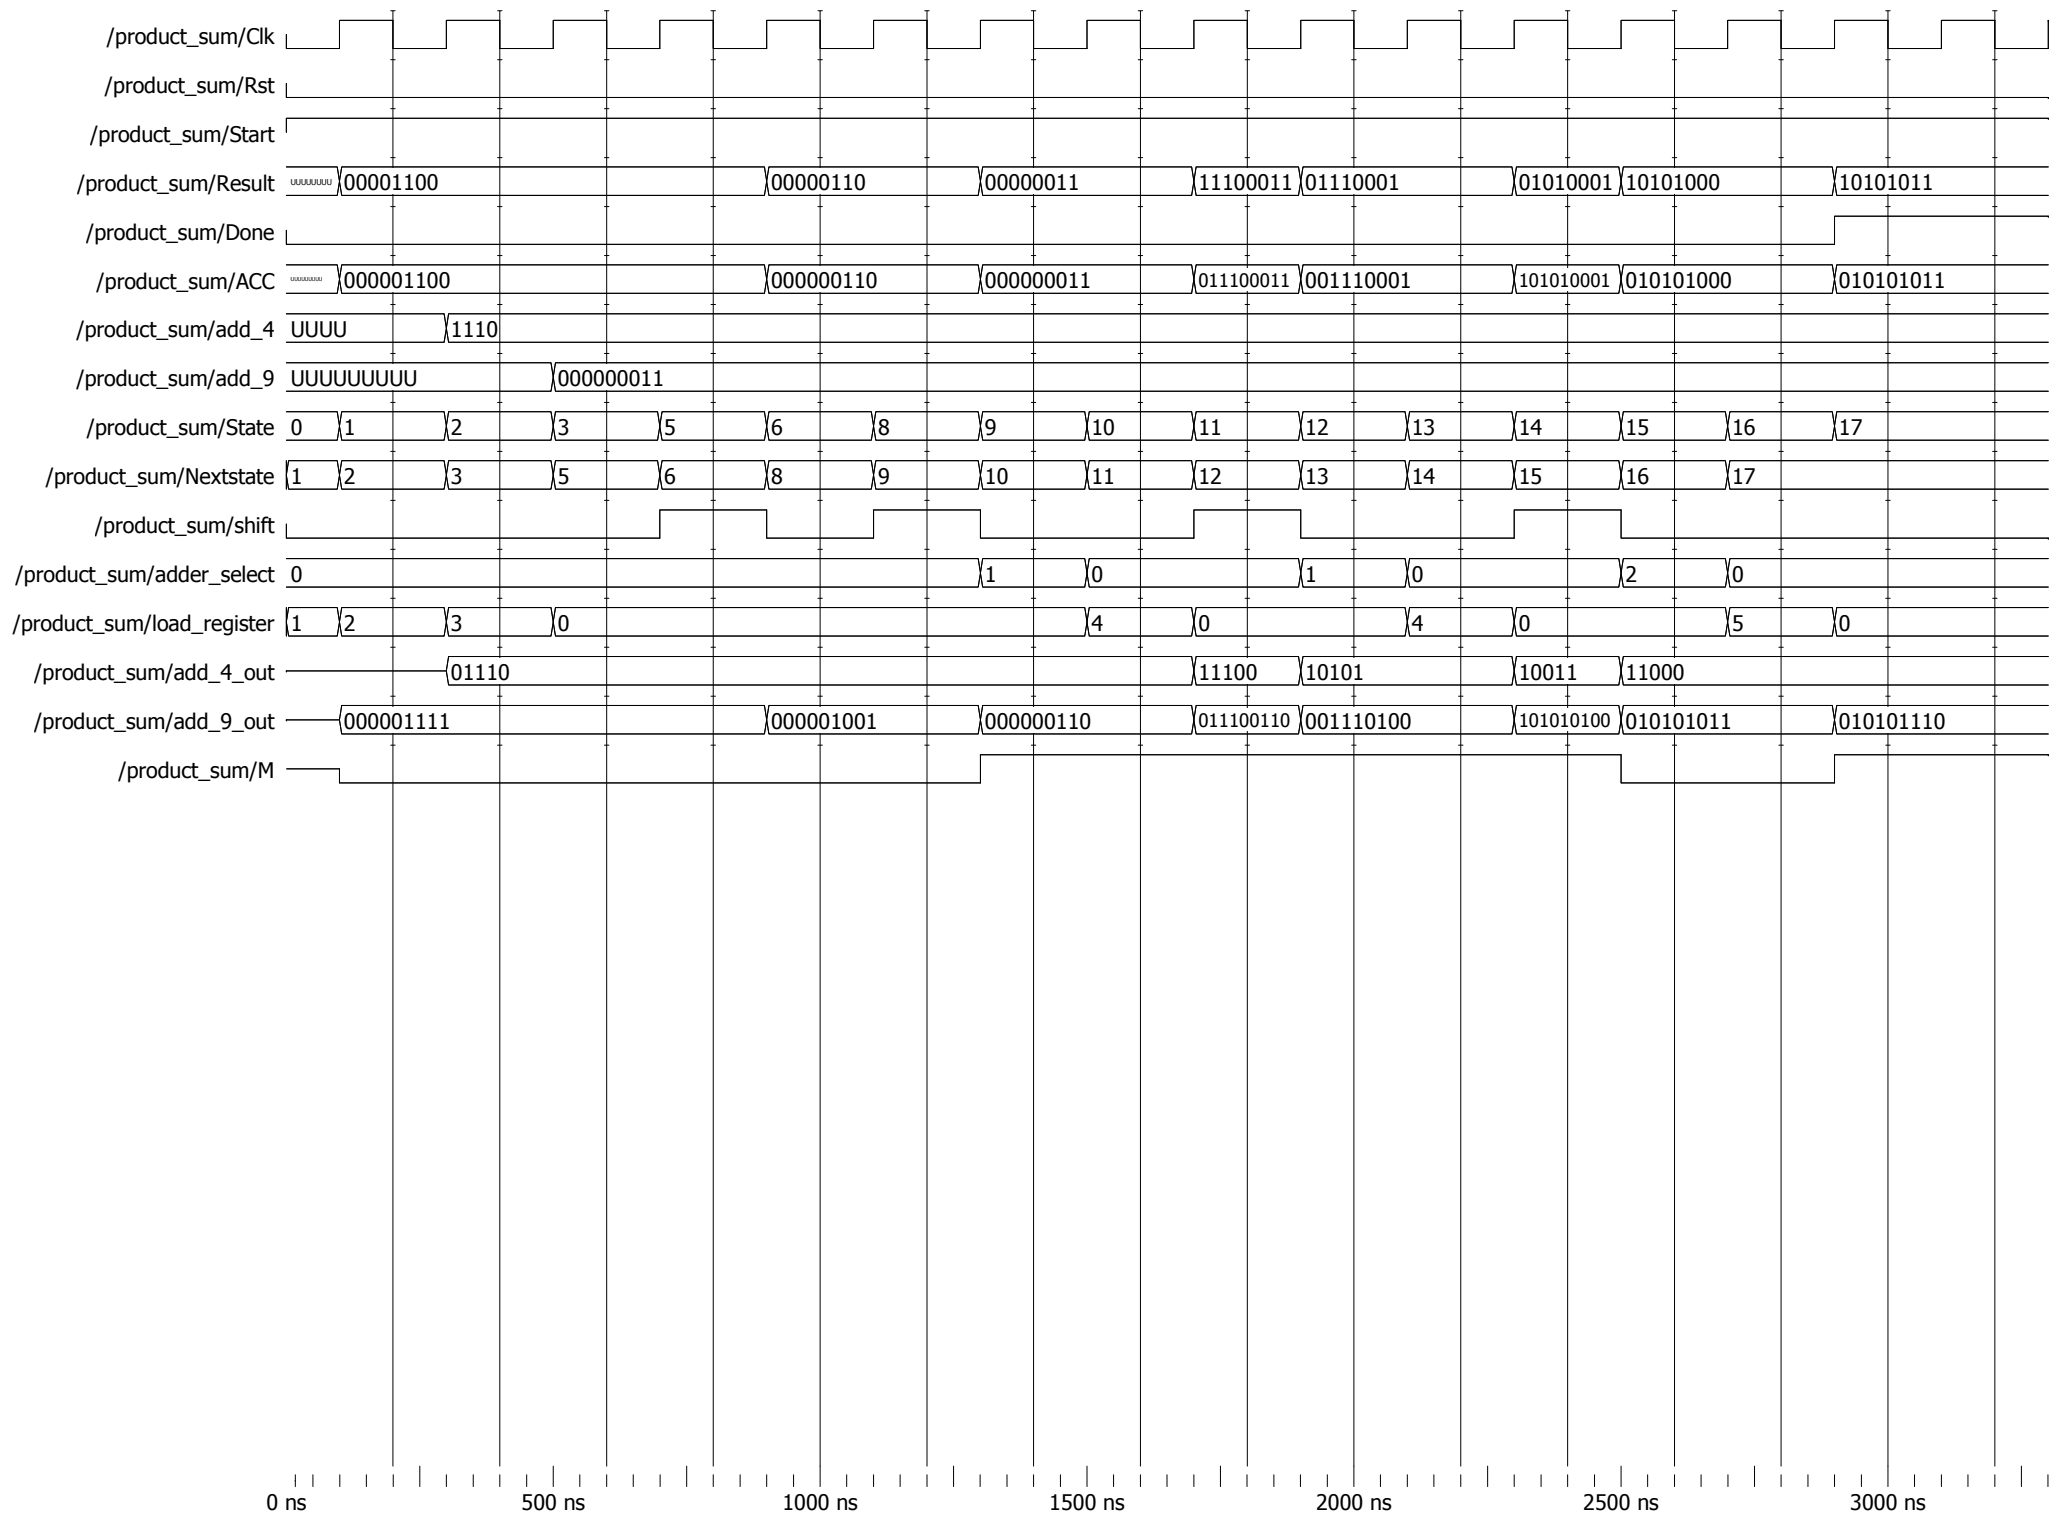 /product_sum/Clk
/product_sum/Rst
/product_sum/Start
/product_sum/Result UUUUUUUU 00001100 00000110 00000011 11100011 01110001 01010001 10101000 10101011
/product_sum/Done
/product_sum/ACC UUUUUUUUU 000001100 000000110 000000011 011100011 001110001 101010001 010101000 010101011
/product_sum/add_4 UUUU 1110
/product_sum/add_9 UUUUUUUUU 000000011
/product_sum/State 0 1 2 3 5 6 8 9 10 11 12 13 14 15 16 17
/product_sum/Nextstate 1 2 3 5 6 8 9 10 11 12 13 14 15 16 17
/product_sum/shift
/product_sum/adder_select 0 1 0 1 0 2 0
/product_sum/load_register 1 2 3 0 4 0 4 0 5 0
/product_sum/add_4_out 01110 11100 10101 10011 11000
/product_sum/add_9_out 000001111 000001001 000000110 011100110 001110100 101010100 010101011 010101110
/product_sum/M
0 ns 500 ns 1000 ns 1500 ns 2000 ns 2500 ns 3000 ns